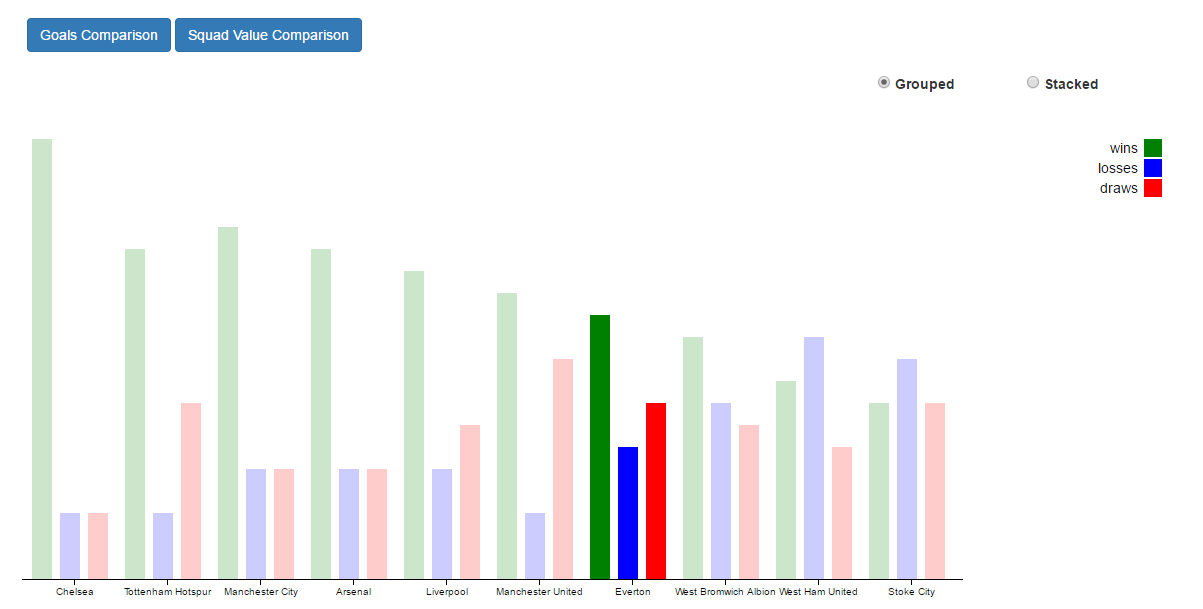 Goals Comparison Squad Value Comparison
Grouped Stacked
wins
losses
draws
Chelsea Tottenham Hotspur Manchester City Arsenal Liverpool Manchester United Everton West Bromwich Albion West Ham United Stoke City